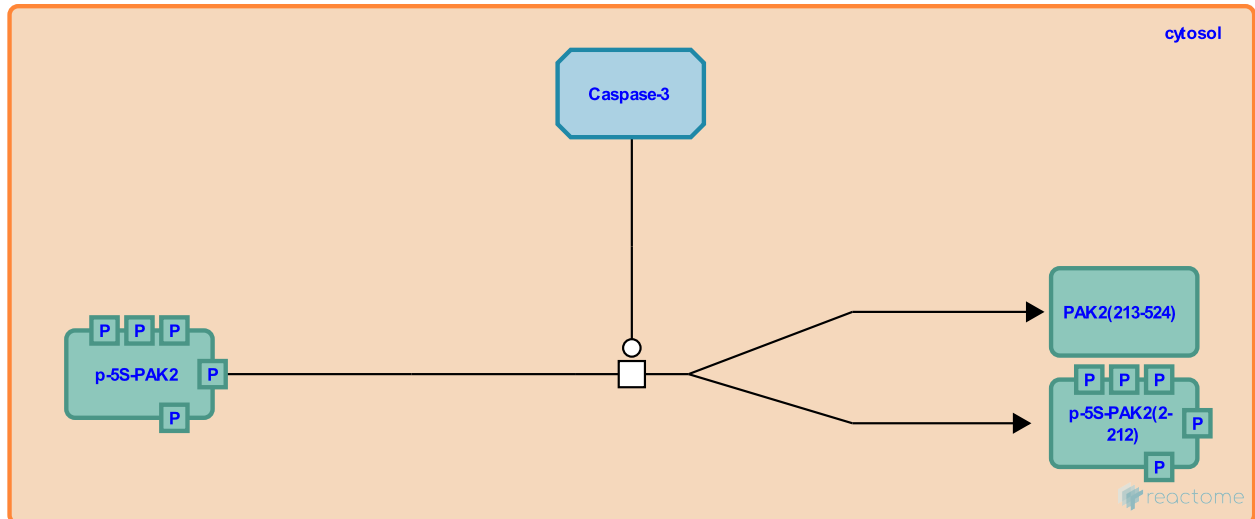 cytosol
Caspase-3
PAK2(213-524)
P P P
p-5S-PAK2
P
P
P P P
p-5S-PAK2(2-
212)
P
P
reactome